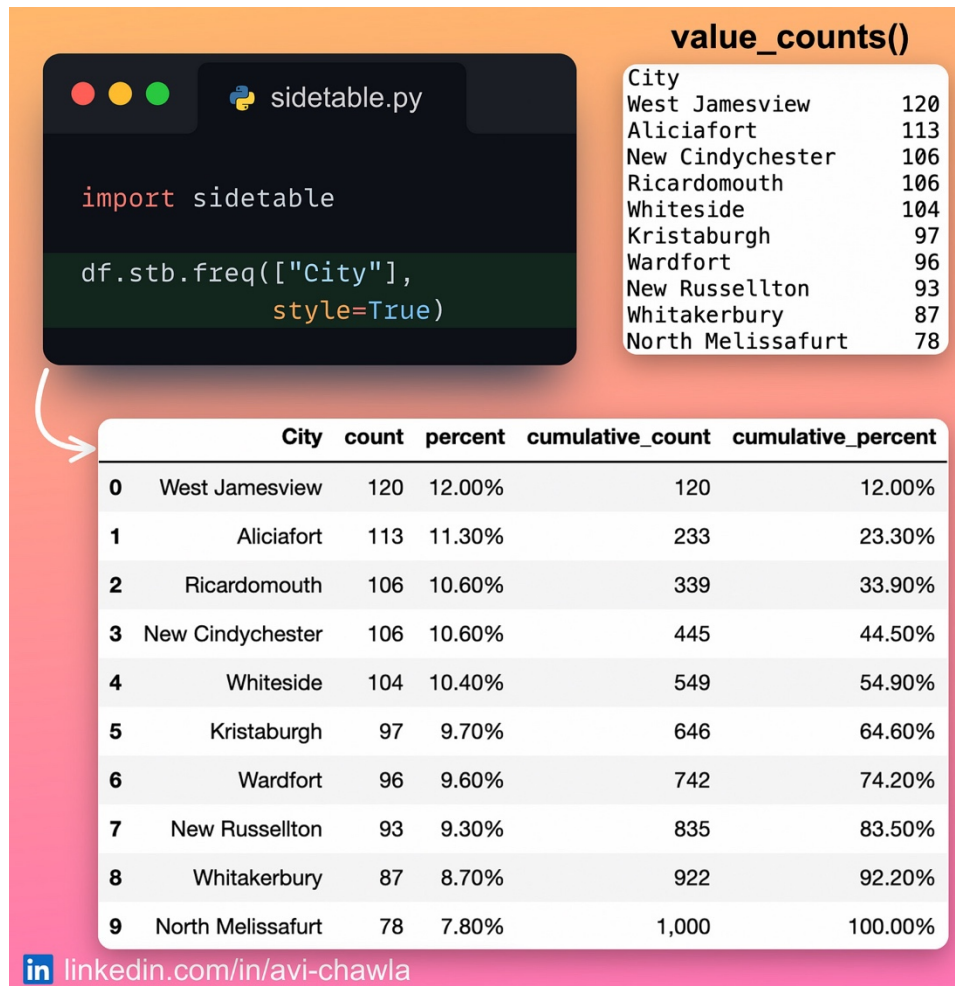 value_counts()
sidetable.py
import sidetable
df.stb.freq(["City"],
style=True)
City
West Jamesview 120
Aliciafort 113
New Cindychester 106
Ricardomouth 106
Whiteside 104
Kristaburgh 97
Wardfort 96
New Russellton 93
Whitakerbury 87
North Melissafurt 78
City count percent cumulative_count cumulative_percent
0 West Jamesview 120 12.00% 120 12.00%
1 Aliciafort 113 11.30% 233 23.30%
2 Ricardomouth 106 10.60% 339 33.90%
3 New Cindychester 106 10.60% 445 44.50%
4 Whiteside 104 10.40% 549 54.90%
5 Kristaburgh 97 9.70% 646 64.60%
6 Wardfort 96 9.60% 742 74.20%
7 New Russellton 93 9.30% 835 83.50%
8 Whitakerbury 87 8.70% 922 92.20%
9 North Melissafurt 78 7.80% 1,000 100.00%
in linkedin.com/in/avi-chawla